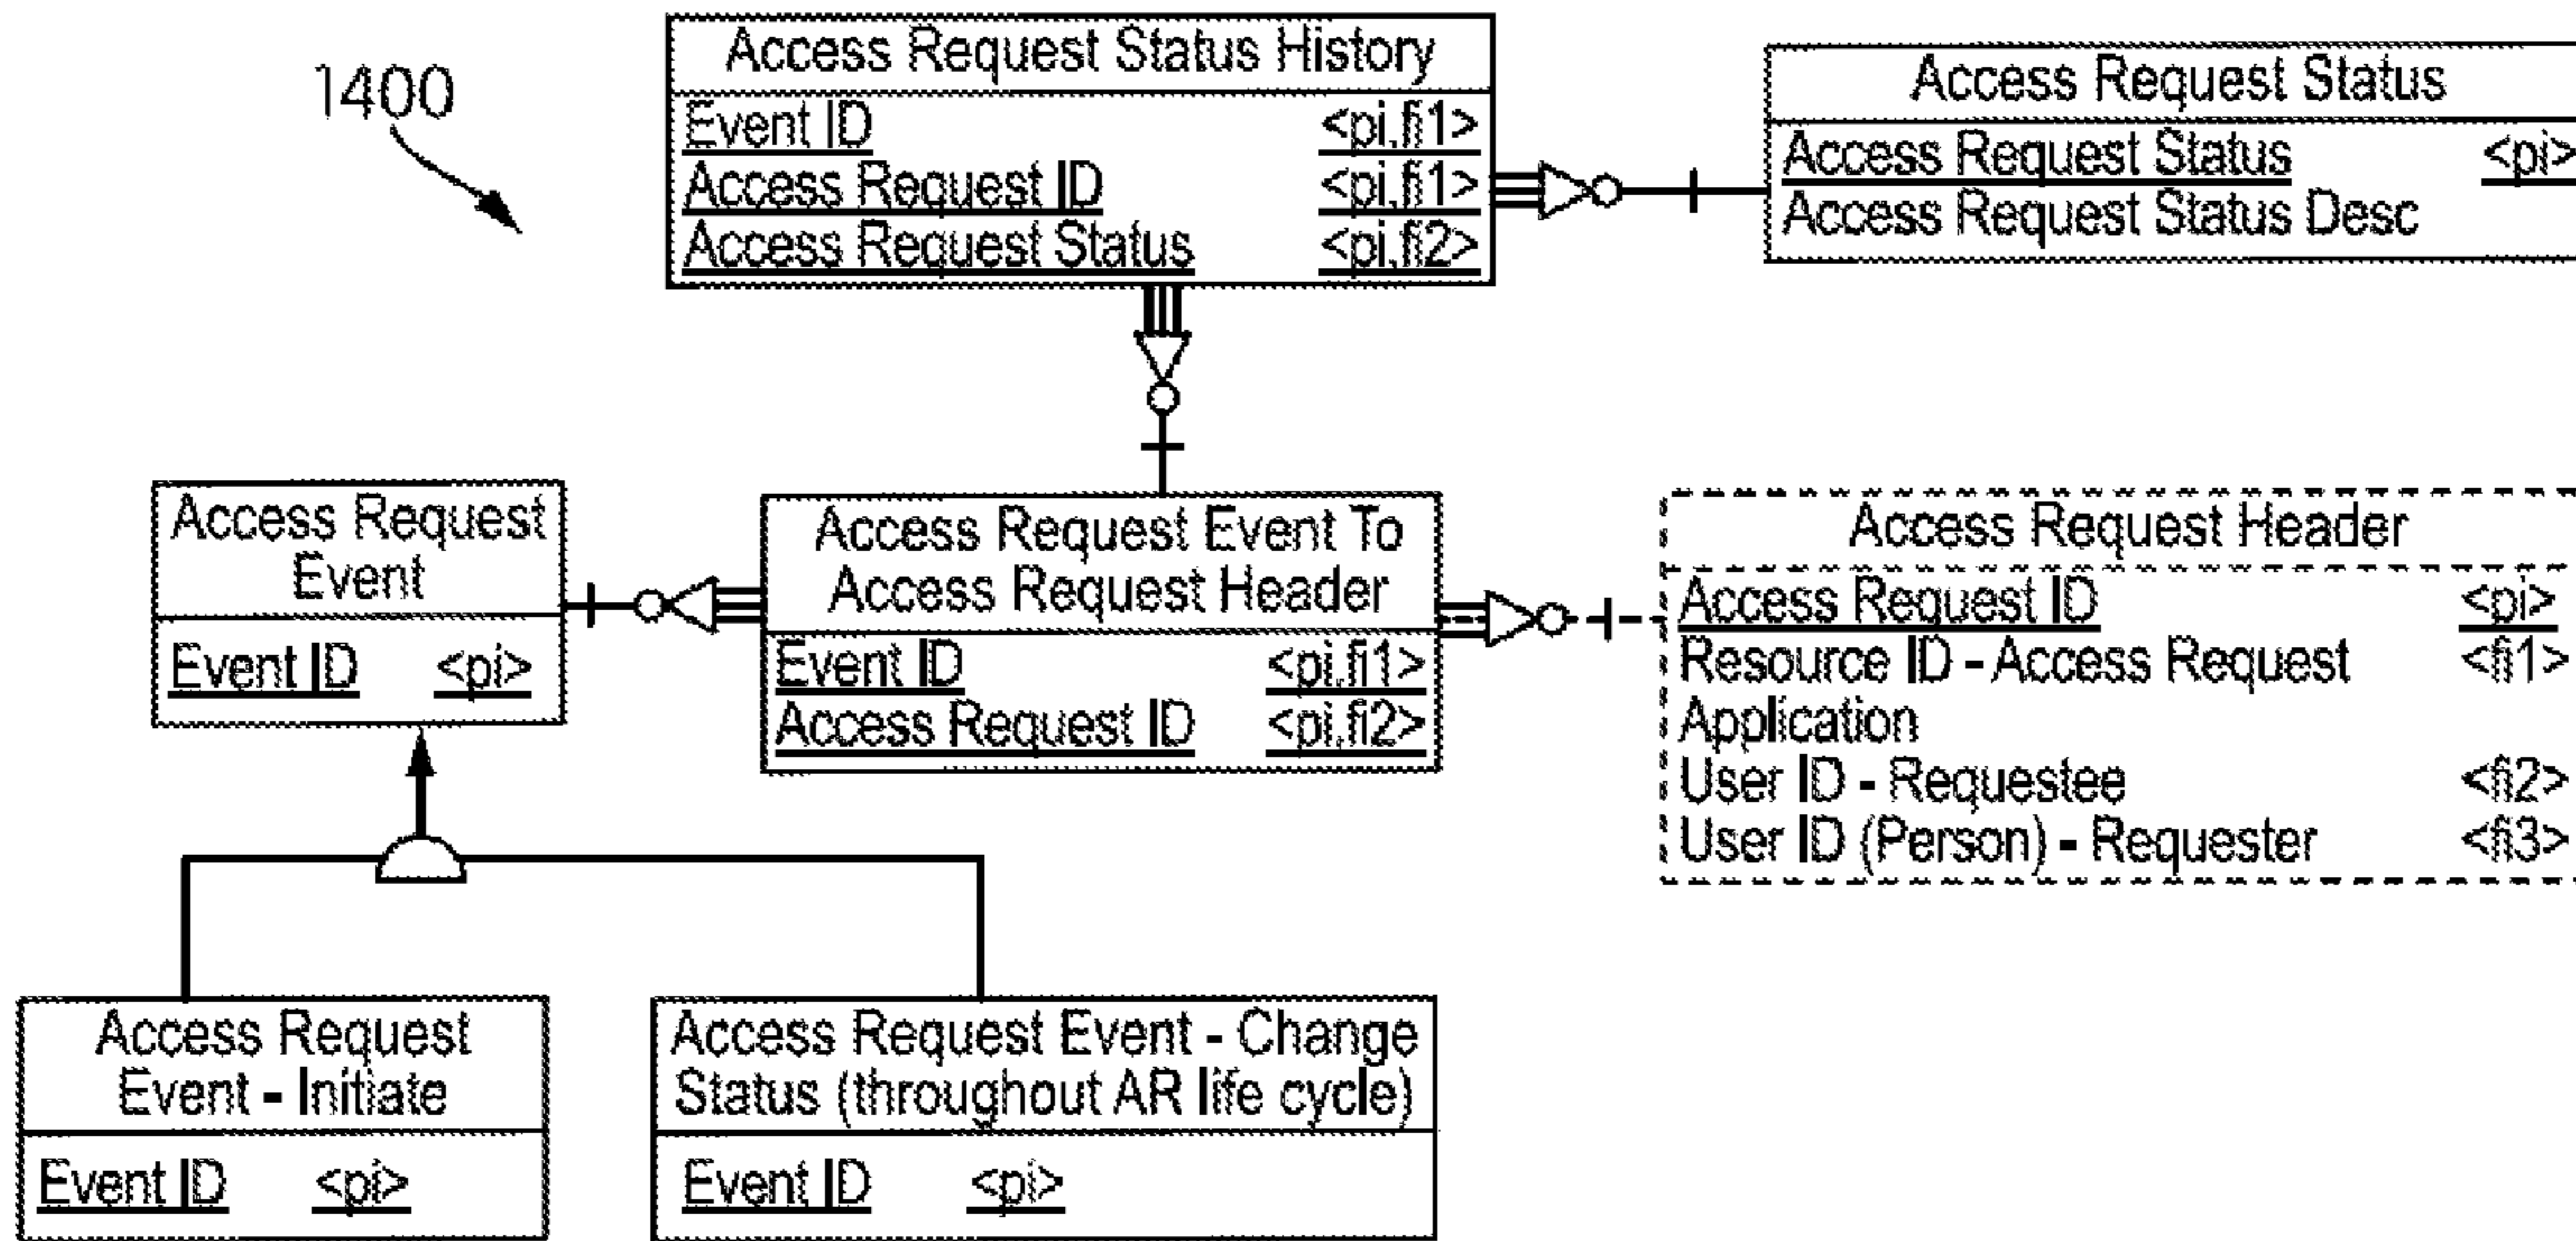 1400
Access Request Status History
Event ID <pi,fi1>
Access Request ID <pi,fi1>
Access Request Status <pi,fi2>
Access Request Status
Access Request Status <pi>
Access Request Status Desc
Access Request
Event
Event ID <pi>
Access Request Event To
Access Request Header
Event ID <pi,fi1>
Access Request ID <pi,fi2>
Access Request Header
Access Request ID <pi>
Resource ID - Access Request <fi1>
Application
User ID - Requestee <fi2>
User ID (Person) - Requester <fi3>
Access Request
Event - Initiate
Event ID <pi>
Access Request Event - Change
Status (throughout AR life cycle)
Event ID <pi>